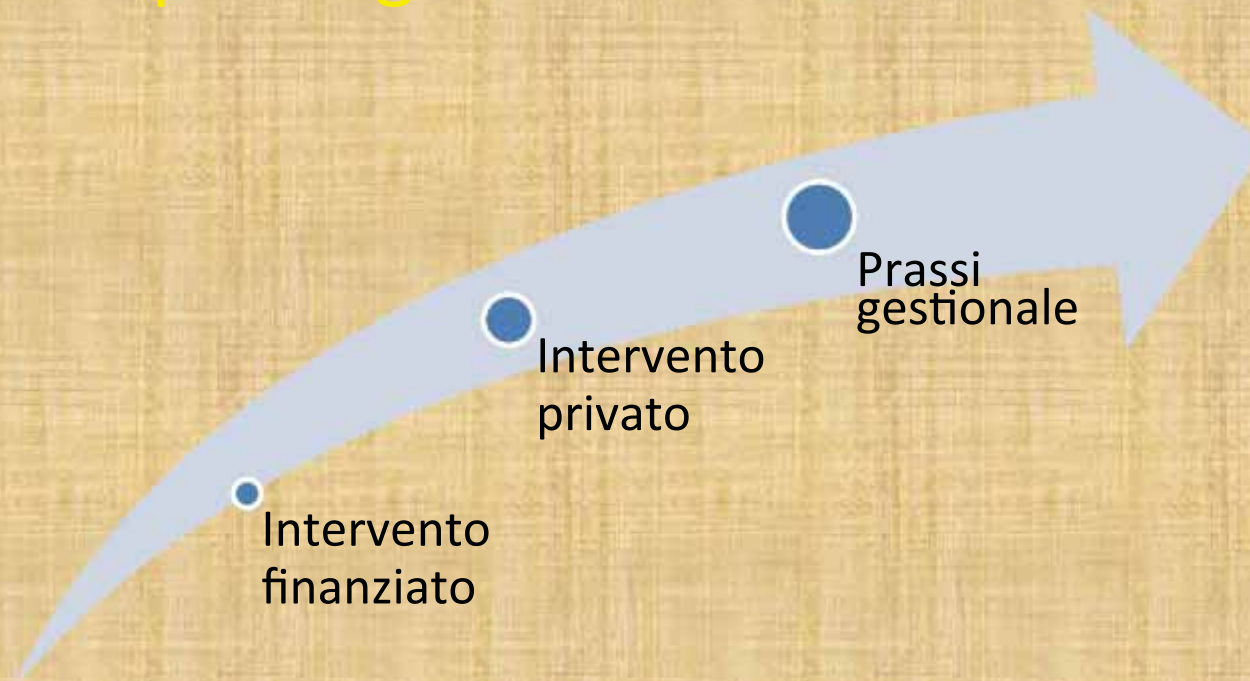 Prassi
gestionale
Intervento
privato
Intervento
finanziato